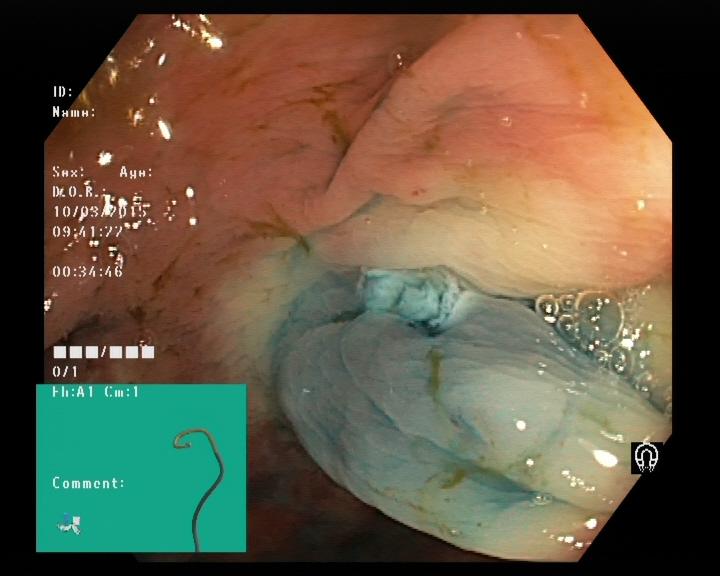 ID:
Name:
Sex: Age:
D.O.B.:
10/03/2015
09:41:22
00:34:46
■■■/■■■
0/1
Eh:A1 Cm:1
Comment: